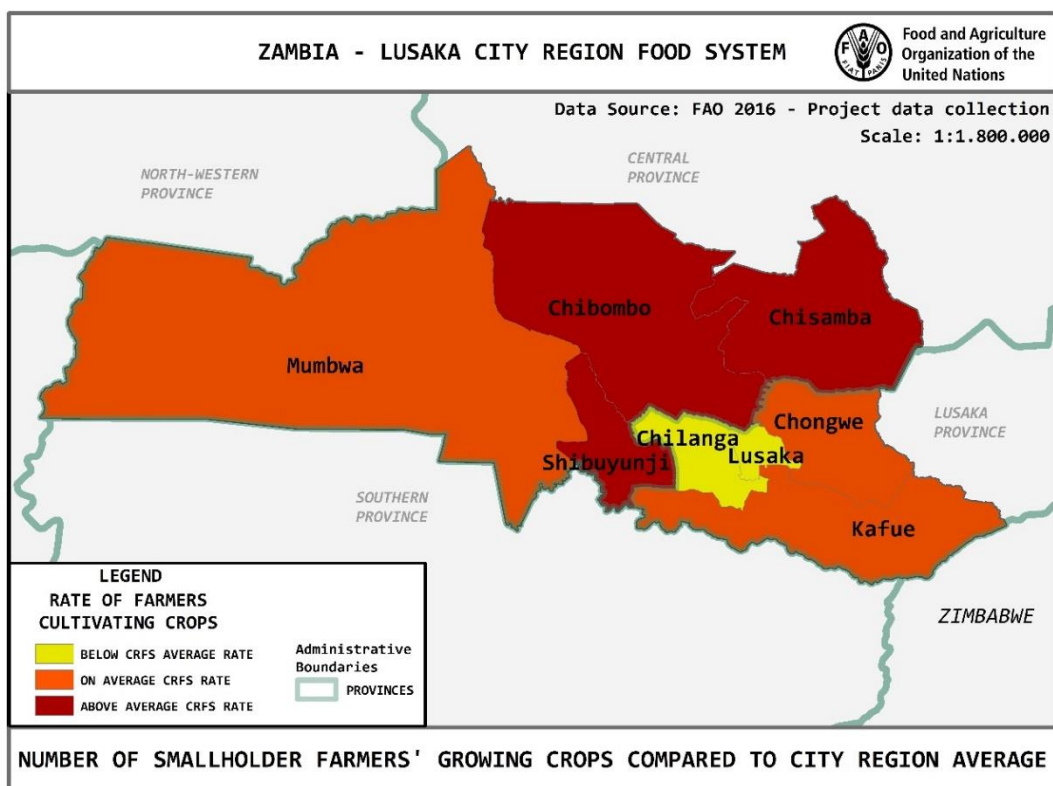 ZAMBIA - LUSAKA CITY REGION FOOD SYSTEM
F A O
FIAT PANIS
Food and Agriculture
Organization of the
United Nations
Data Source: FAO 2016 - Project data collection
Scale: 1:1.800.000
NORTH-WESTERN
PROVINCE
CENTRAL
PROVINCE
Chibombo
Chisamba
Mumbwa
Chongwe
LUSAKA
PROVINCE
Chilanga
Lusaka
Shibuyunji
SOUTHERN
PROVINCE
Kafue
ZIMBABWE
LEGEND
RATE OF FARMERS
CULTIVATING CROPS
BELOW CRFS AVERAGE RATE
ON AVERAGE CRFS RATE
ABOVE AVERAGE CRFS RATE
Administrative
Boundaries
PROVINCES
NUMBER OF SMALLHOLDER FARMERS' GROWING CROPS COMPARED TO CITY REGION AVERAGE